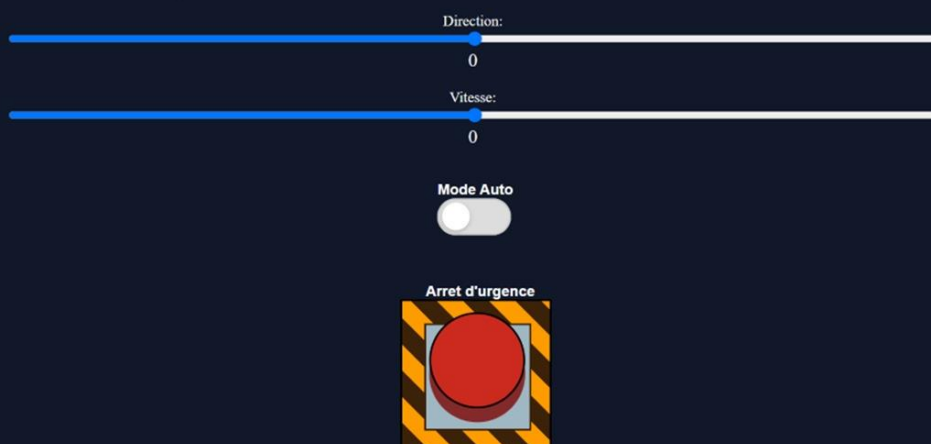 Direction:
0
Vitesse:
0
Mode Auto
Arret d'urgence